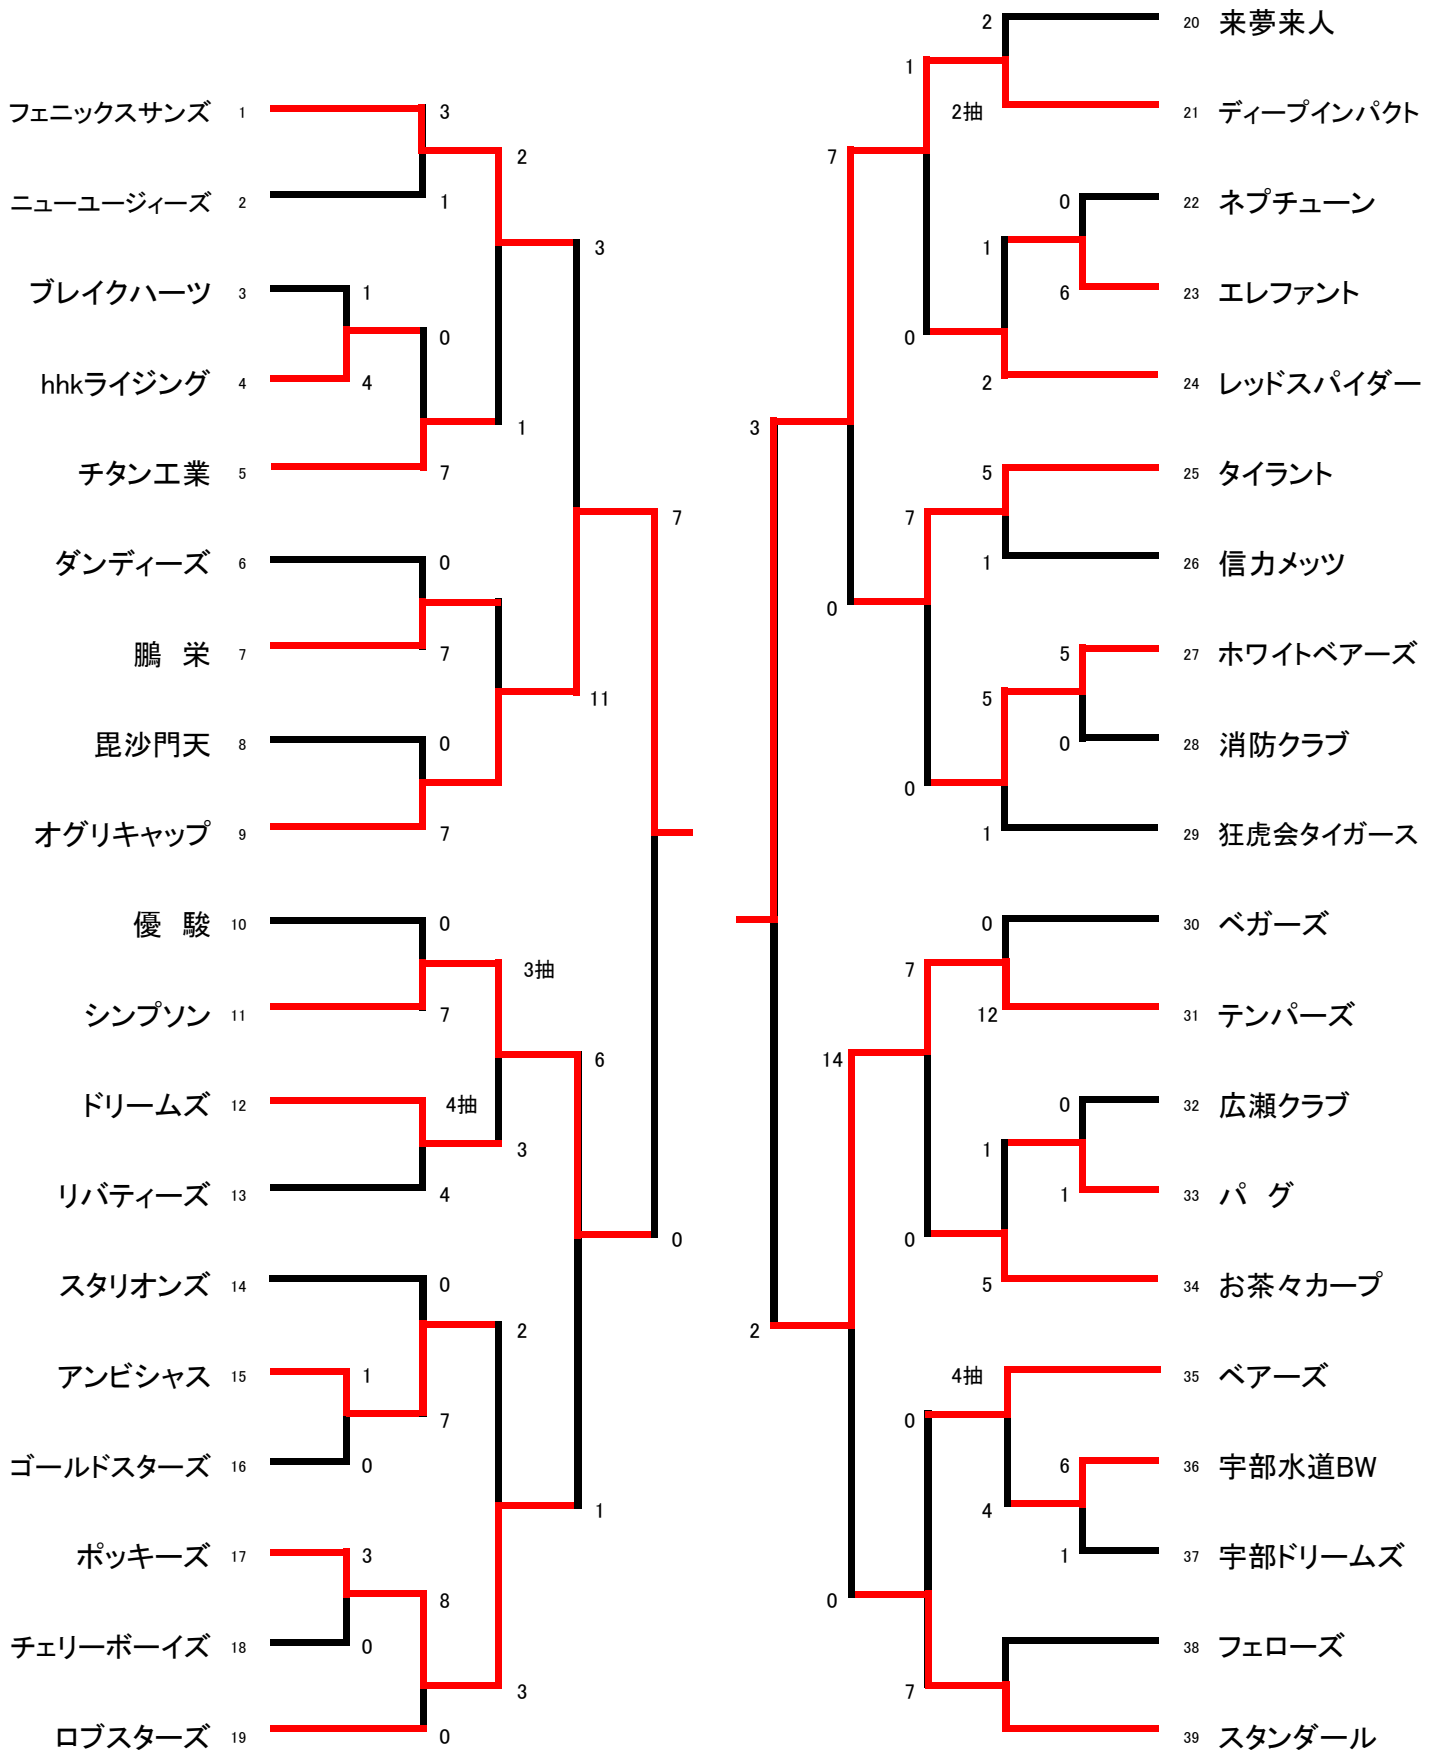 フェニックスサンズ 1 3
2
ニューユージィーズ 2 1
3
ブレイクハーツ 3 1
0
hhkライジング 4 4
1
チタン工業 5 7
7
ダンディーズ 6 0
鵬 栄 7 7
11
毘沙門天 8 0
オグリキャップ 9 7
優 駿 10 0
3抽
シンプソン 11 7
6
ドリームズ 12 4抽
3
リバティーズ 13 4
0
スタリオンズ 14 0
2
アンビシャス 15 1
7
ゴールドスターズ 16 0
1
ポッキーズ 17 3
8
チェリーボーイズ 18 0
3
ロブスターズ 19 0
2 20 来夢来人
1
2抽 21 ディープインパクト
7
0 22 ネプチューン
1
6 23 エレファント
0
2 24 レッドスパイダー
3
5 25 タイラント
7
1 26 信カメッツ
0
5 27 ホワイトベアーズ
5
0 28 消防クラブ
0
1 29 狂虎会タイガース
0 30 ベガーズ
7
12 31 テンパーズ
14
0 32 広瀬クラブ
1
1 33 パ グ
0
5 34 お茶々カープ
2
4抽 35 ベアーズ
0
6 36 宇部水道BW
4
1 37 宇部ドリームズ
0
38 フェローズ
7
39 スタンダール